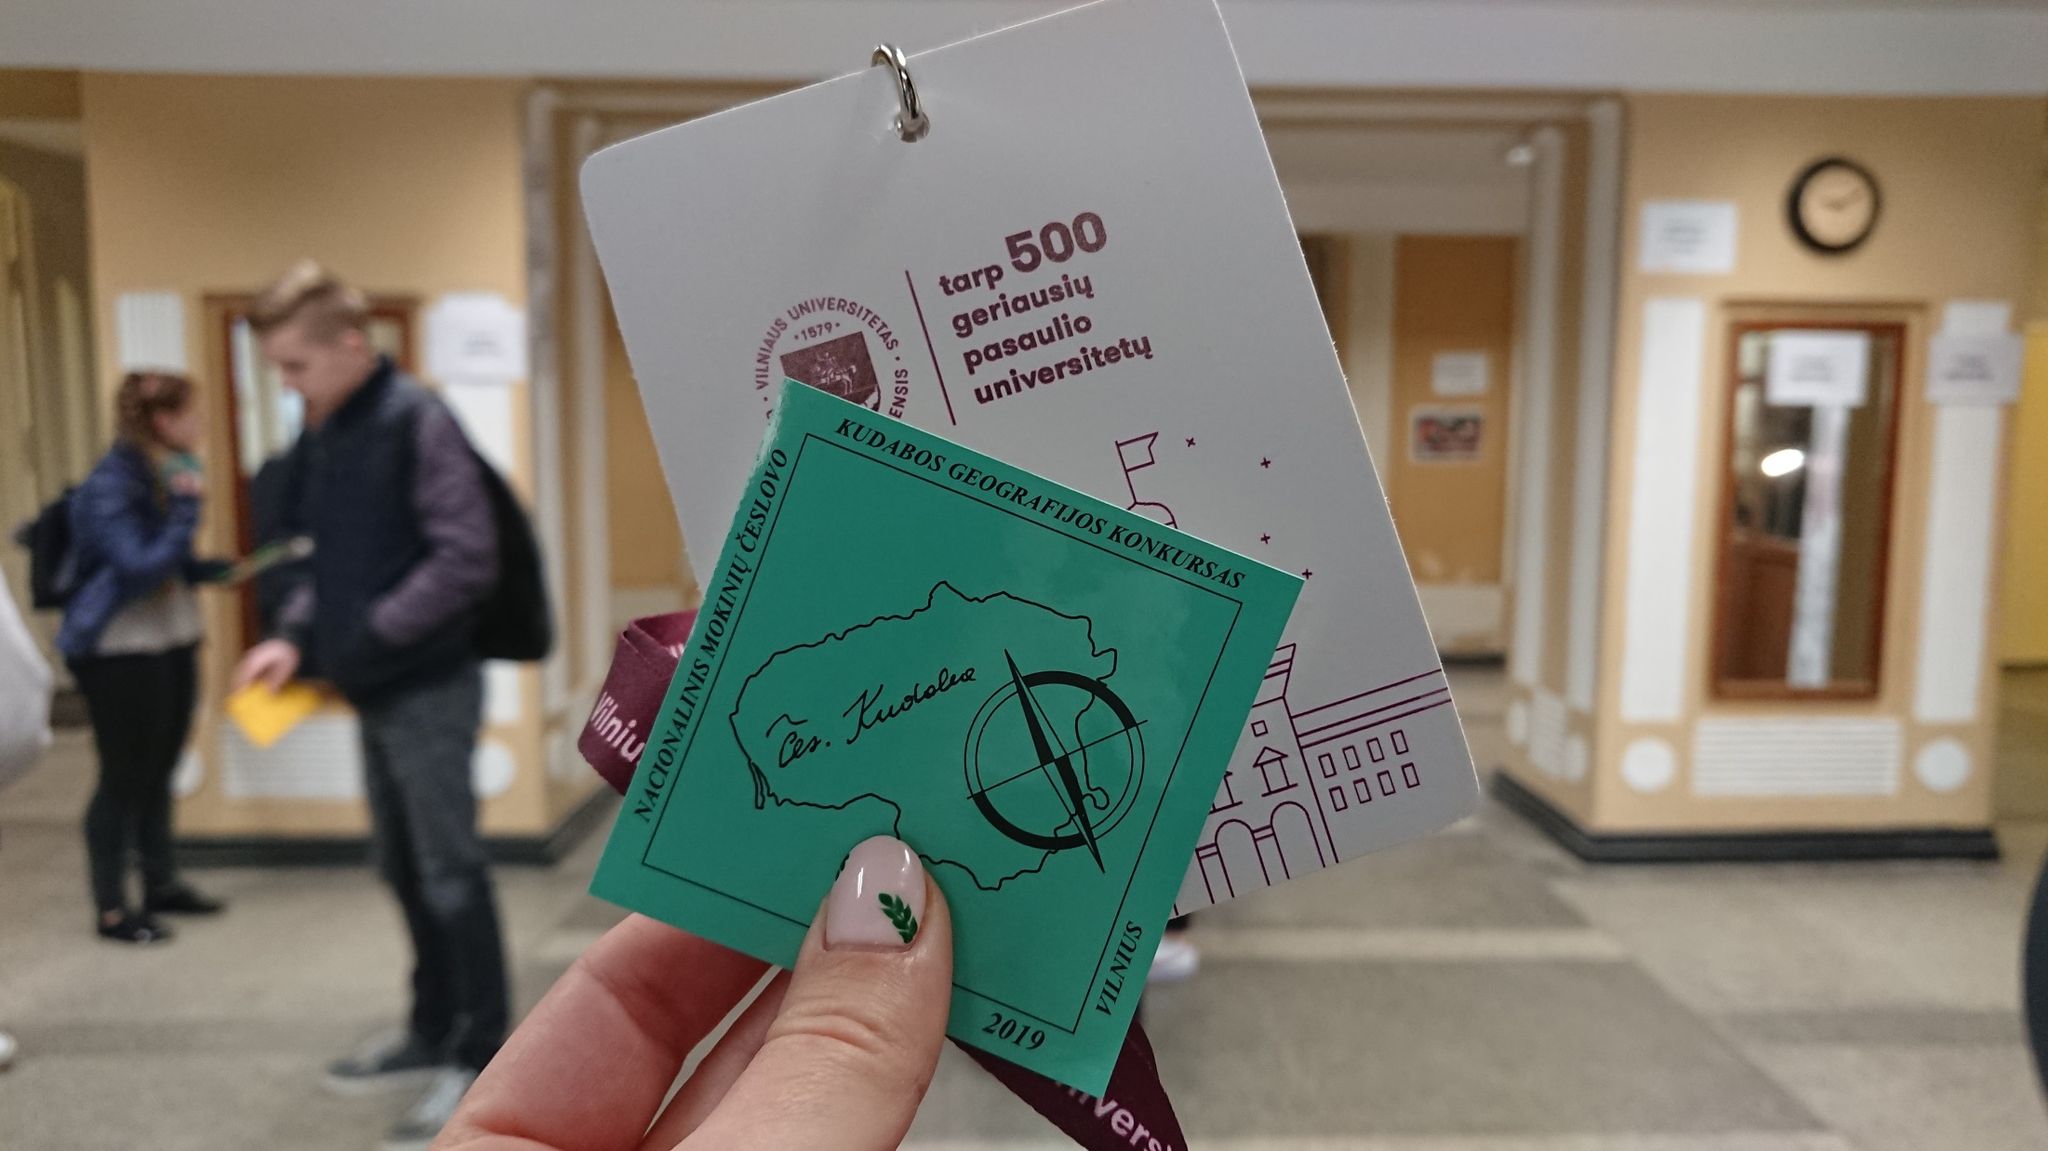 tarp 500
geriausių
pasaulio
universitetų
VILNIAUS UNIVERSITETAS
1579
NACIONALINIS MOKINIŲ ČESLOVO
KUDABOS GEOGRAFIJOS KONKURSAS
Čes. Kudaba
VILNIUS
2019